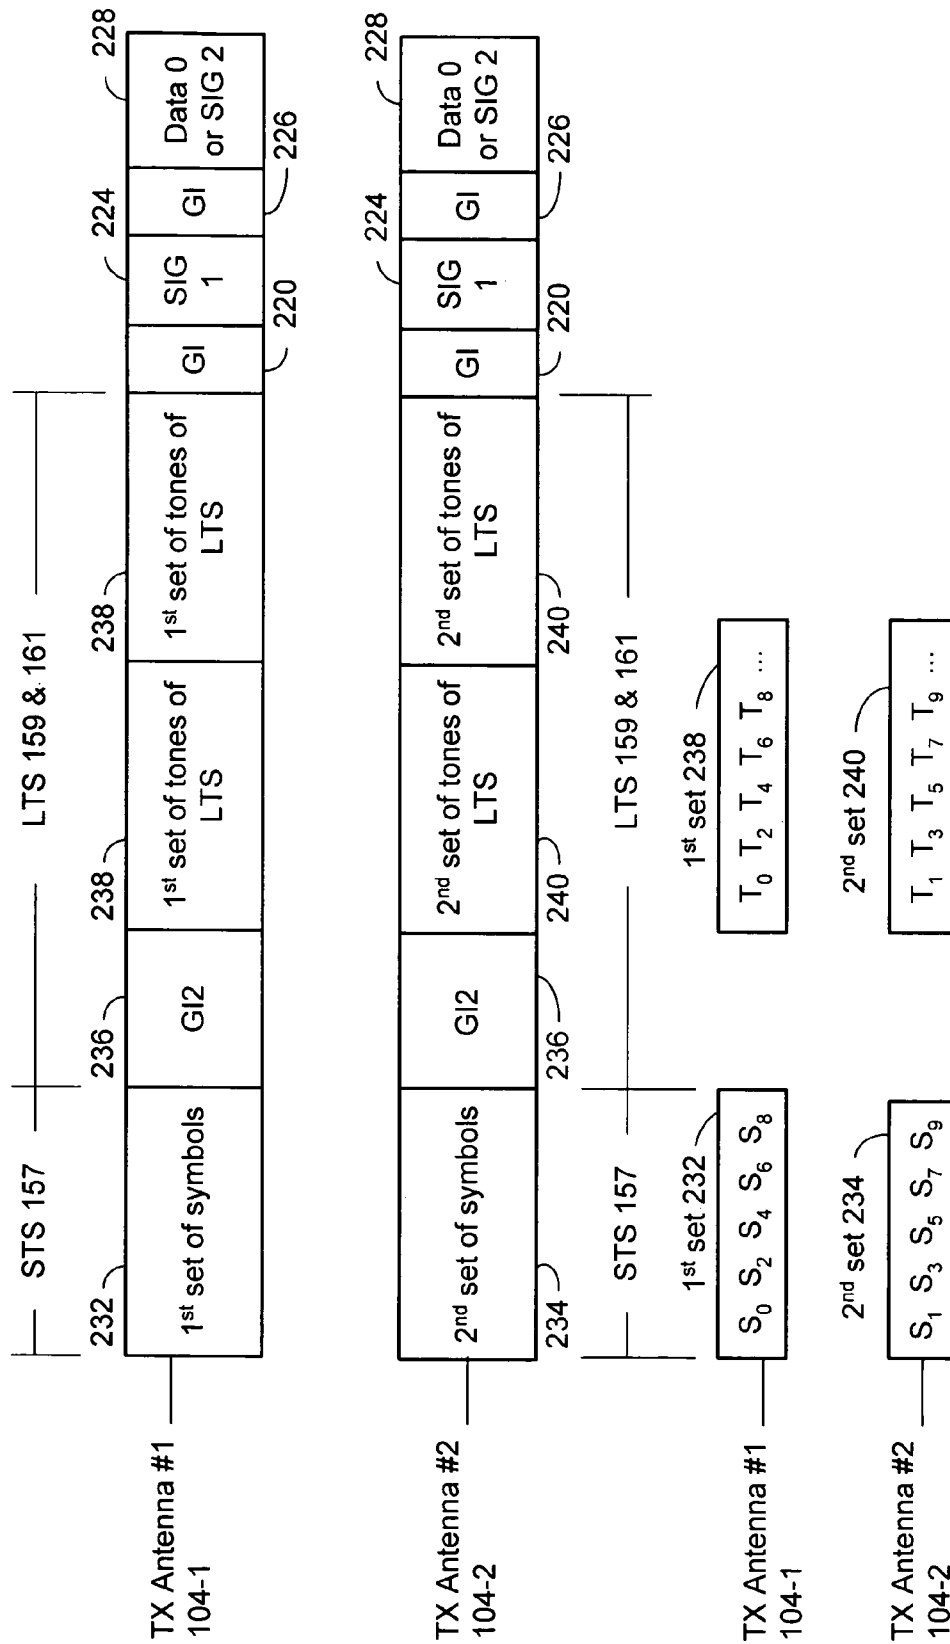 STS 157
LTS 159 & 161
232
236
238
238
224
228
TX Antenna #1
104-1
1st set of symbols
GI2
1st set of tones of
LTS
1st set of tones of
LTS
GI
SIG
1
GI
Data 0
or SIG 2
220
226
224
228
TX Antenna #2
104-2
2nd set of symbols
GI2
2nd set of tones of
LTS
2nd set of tones of
LTS
GI
SIG
1
GI
Data 0
or SIG 2
234
236
240
240
220
226
STS 157
LTS 159 & 161
1st set 232
1st set 238
TX Antenna #1
104-1
S0 S2 S4 S6 S8
T0 T2 T4 T6 T8 ...
2nd set 234
2nd set 240
TX Antenna #2
104-2
S1 S3 S5 S7 S9
T1 T3 T5 T7 T9 ...